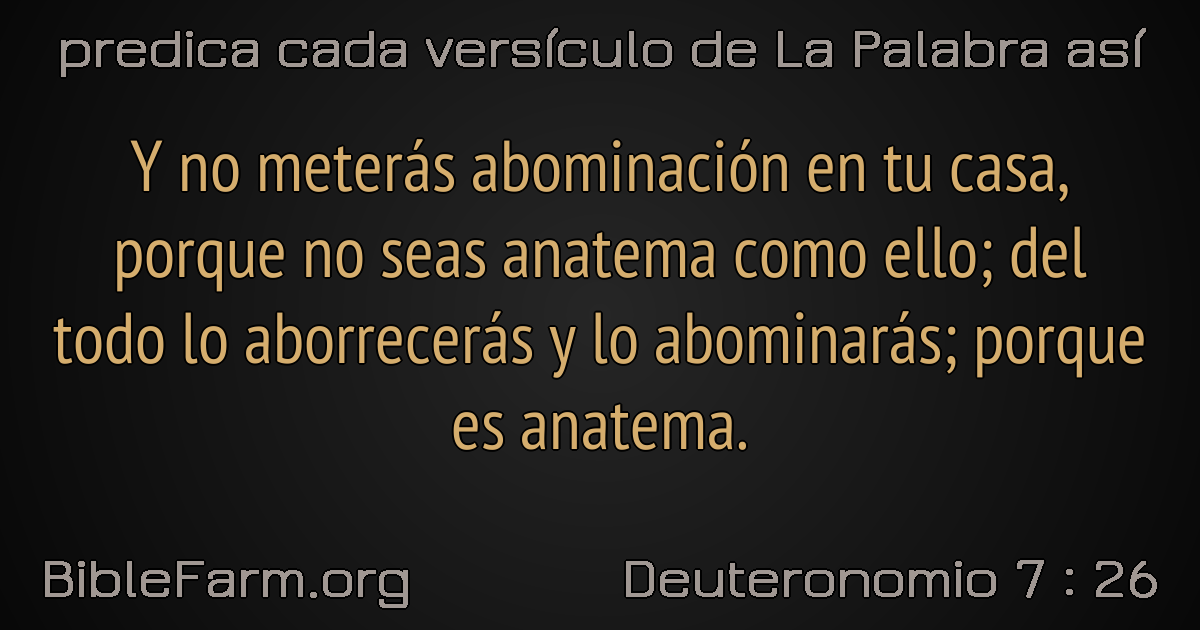 predica cada versículo de La Palabra así
Y no meterás abominación en tu casa,
porque no seas anatema como ello; del
todo lo aborrecerás y lo abominarás; porque
es anatema.
BibleFarm.org
Deuteronomio 7 : 26